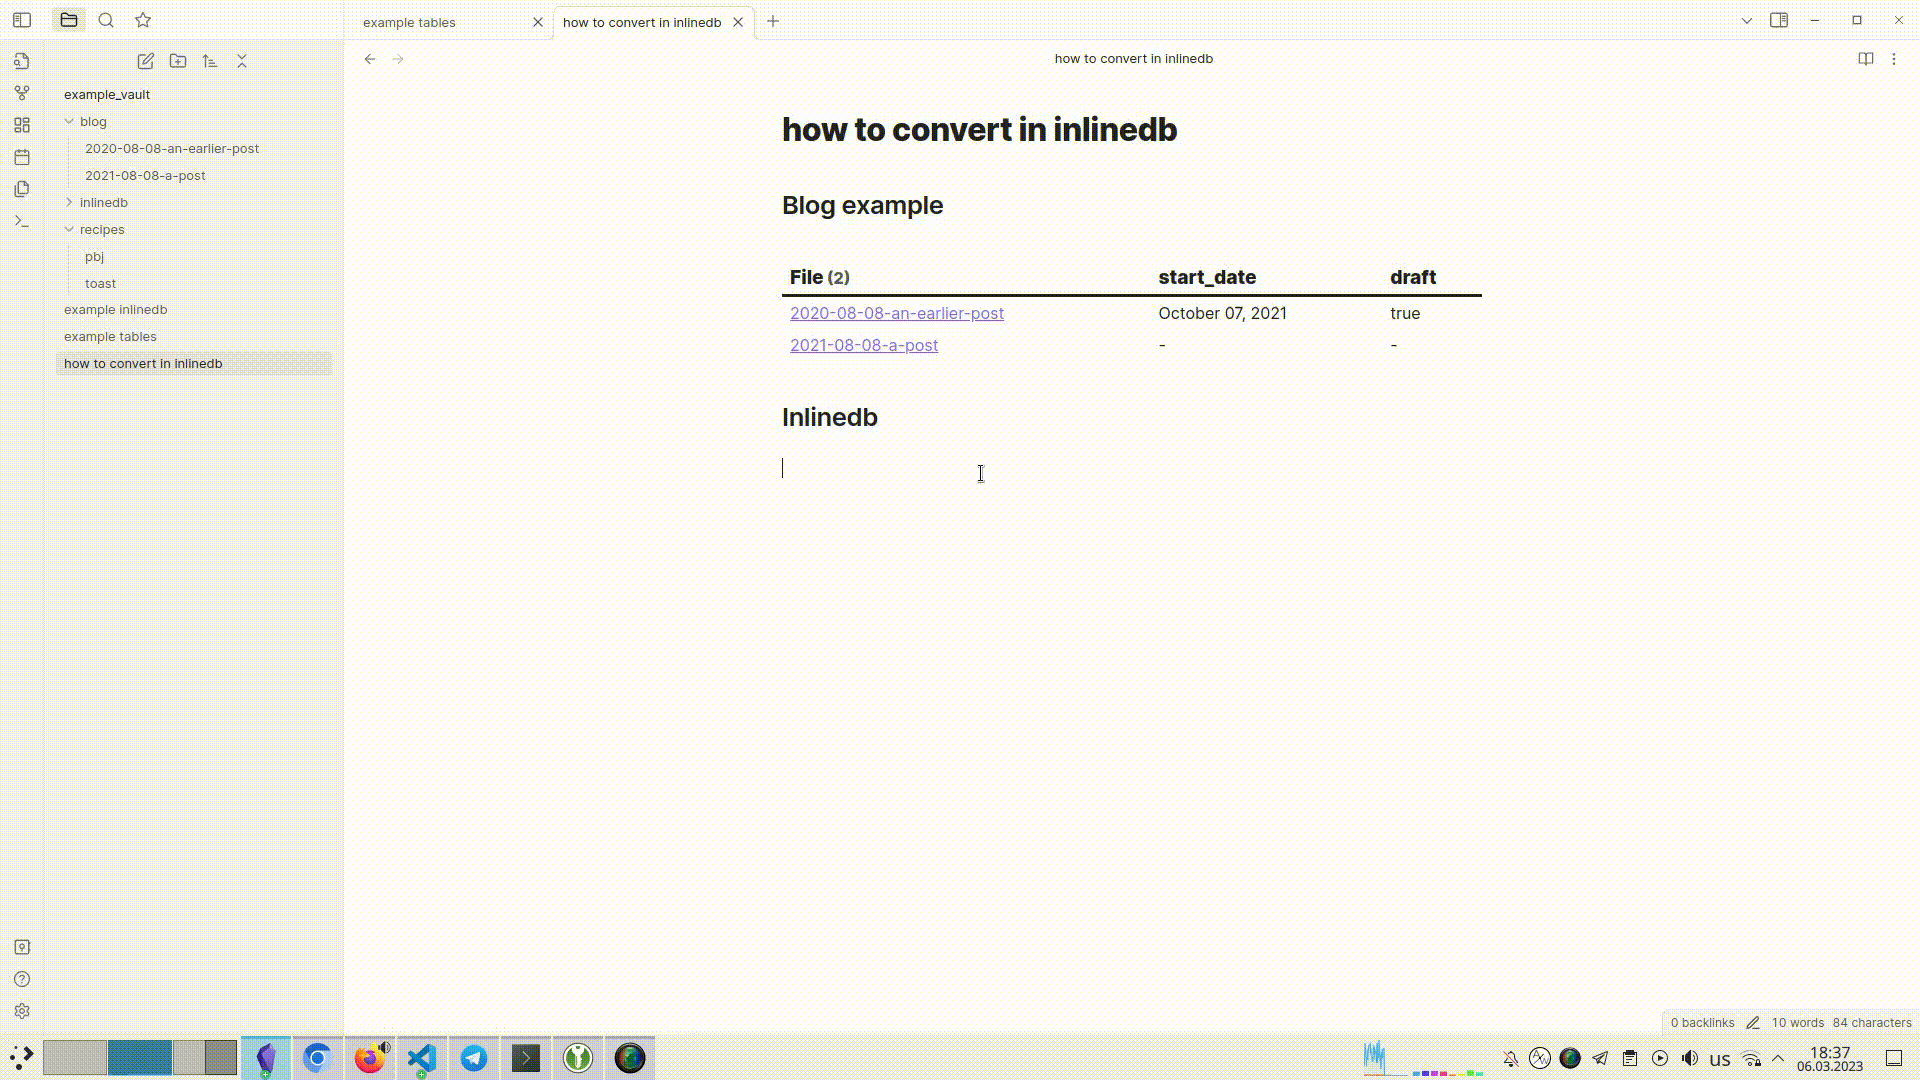 example tables
how to convert in inlinedb
how to convert in inlinedb
example_vault
blog
2020-08-08-an-earlier-post
2021-08-08-a-post
inlinedb
recipes
pbj
toast
example inlinedb
example tables
how to convert in inlinedb
how to convert in inlinedb
Blog example
File (2) start_date draft
2020-08-08-an-earlier-post October 07, 2021 true
2021-08-08-a-post - -
Inlinedb
0 backlinks 10 words 84 characters
us
18:37
06.03.2023